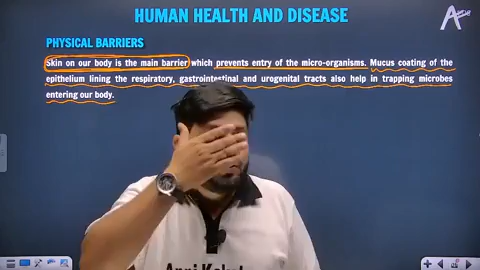 HUMAN HEALTH AND DISEASE
PHYSICAL BARRIERS
Skin on our body is the main barrier which prevents entry of the micro-organisms. Mucus coating of the
epithelium lining the respiratory, gastrointestinal and urogenital tracts also help in trapping microbes
entering our body.